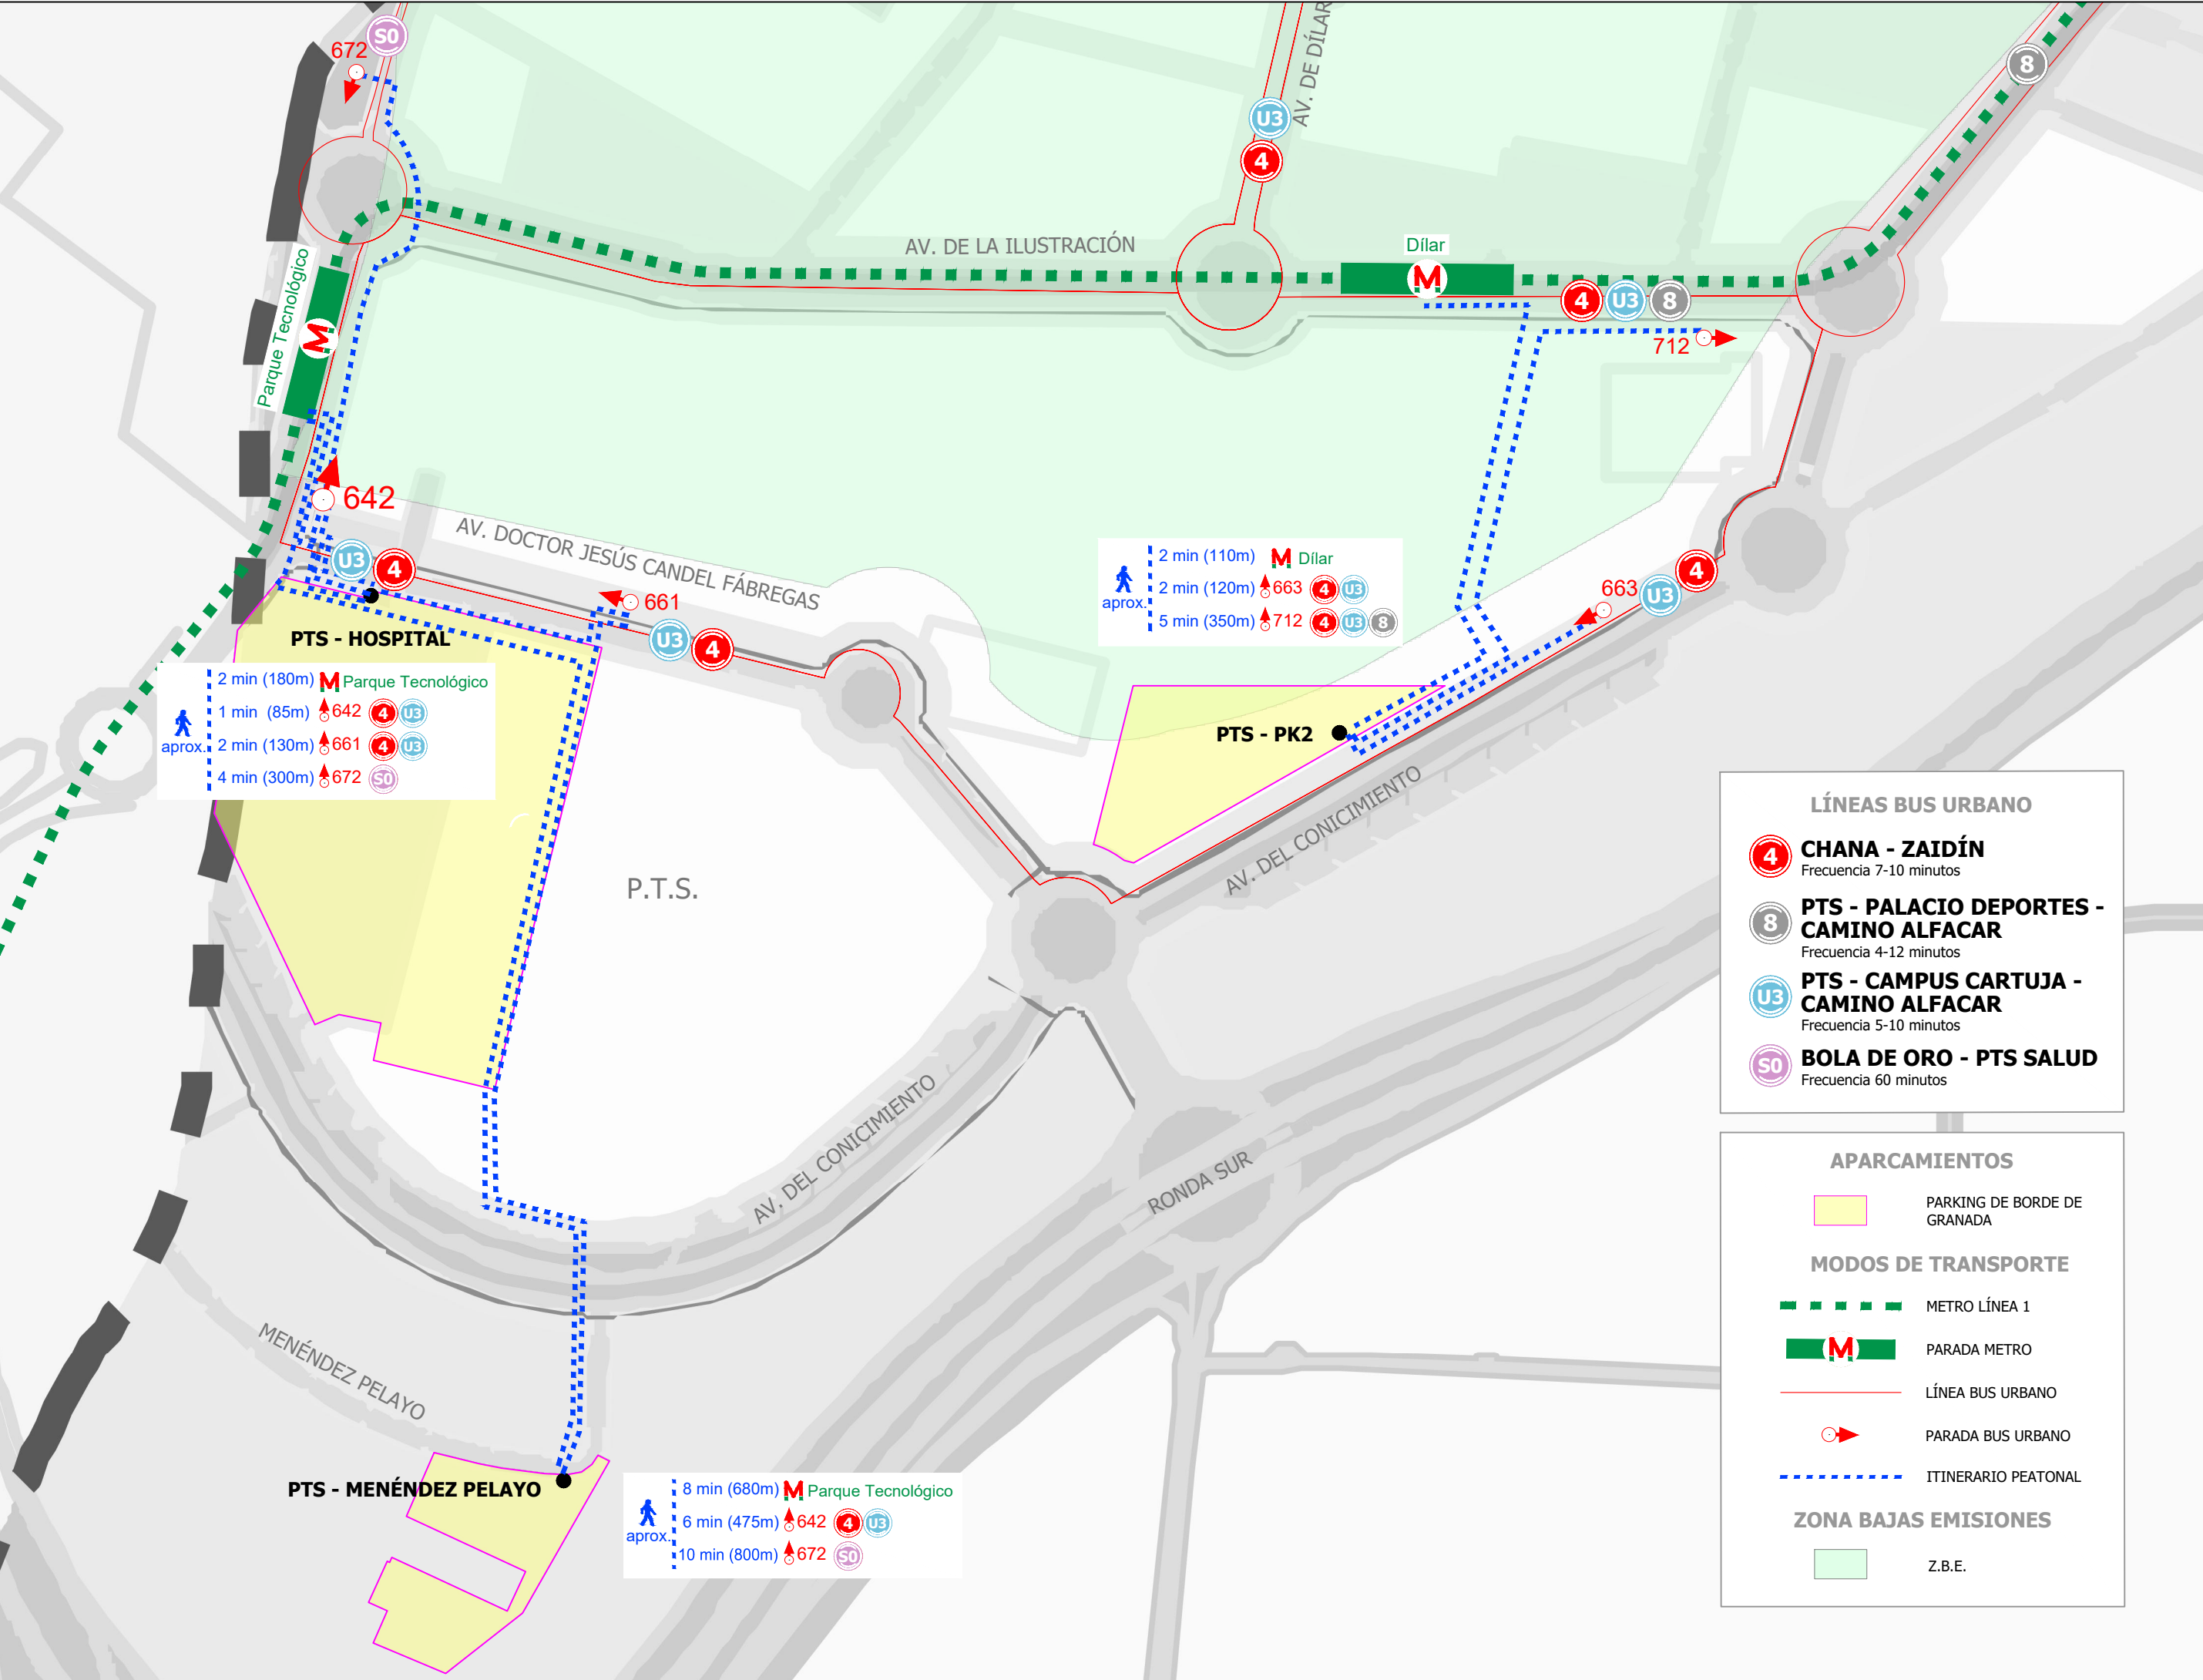 S0
672
AV. DE DÍLAR
8
U3
4
AV. DE LA ILUSTRACIÓN
Dílar
M
4 U3 8
712
Parque Tecnológico
M
642
AV. DOCTOR JESÚS CANDEL FÁBREGAS
U3 4
661
U3 4
PTS - HOSPITAL
aprox.
2 min (180m) M Parque Tecnológico
1 min (85m) 642 4 U3
2 min (130m) 661 4 U3
4 min (300m) 672 S0
aprox.
2 min (110m) M Dílar
2 min (120m) 663 4 U3
5 min (350m) 712 4 U3 8
663 U3 4
PTS - PK2
AV. DEL CONICIMIENTO
P.T.S.
AV. DEL CONICIMIENTO
RONDA SUR
MENÉNDEZ PELAYO
PTS - MENÉNDEZ PELAYO
aprox.
8 min (680m) M Parque Tecnológico
6 min (475m) 642 4 U3
10 min (800m) 672 S0
LÍNEAS BUS URBANO
4 CHANA - ZAIDÍN
Frecuencia 7-10 minutos
8 PTS - PALACIO DEPORTES -
CAMINO ALFACAR
Frecuencia 4-12 minutos
U3 PTS - CAMPUS CARTUJA -
CAMINO ALFACAR
Frecuencia 5-10 minutos
S0 BOLA DE ORO - PTS SALUD
Frecuencia 60 minutos
APARCAMIENTOS
PARKING DE BORDE DE
GRANADA
MODOS DE TRANSPORTE
METRO LÍNEA 1
M PARADA METRO
LÍNEA BUS URBANO
PARADA BUS URBANO
ITINERARIO PEATONAL
ZONA BAJAS EMISIONES
Z.B.E.